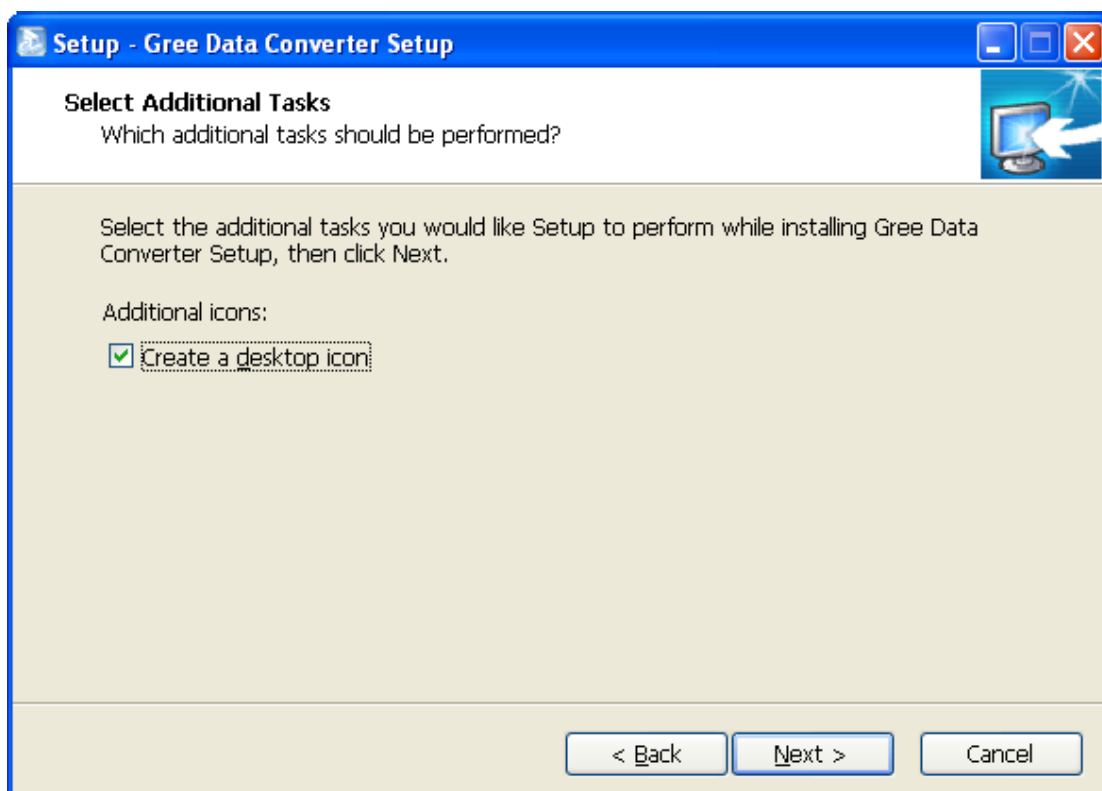 Setup - Gree Data Converter Setup
Select Additional Tasks
Which additional tasks should be performed?
Select the additional tasks you would like Setup to perform while installing Gree Data
Converter Setup, then click Next.
Additional icons:
Create a desktop icon
< Back Next > Cancel